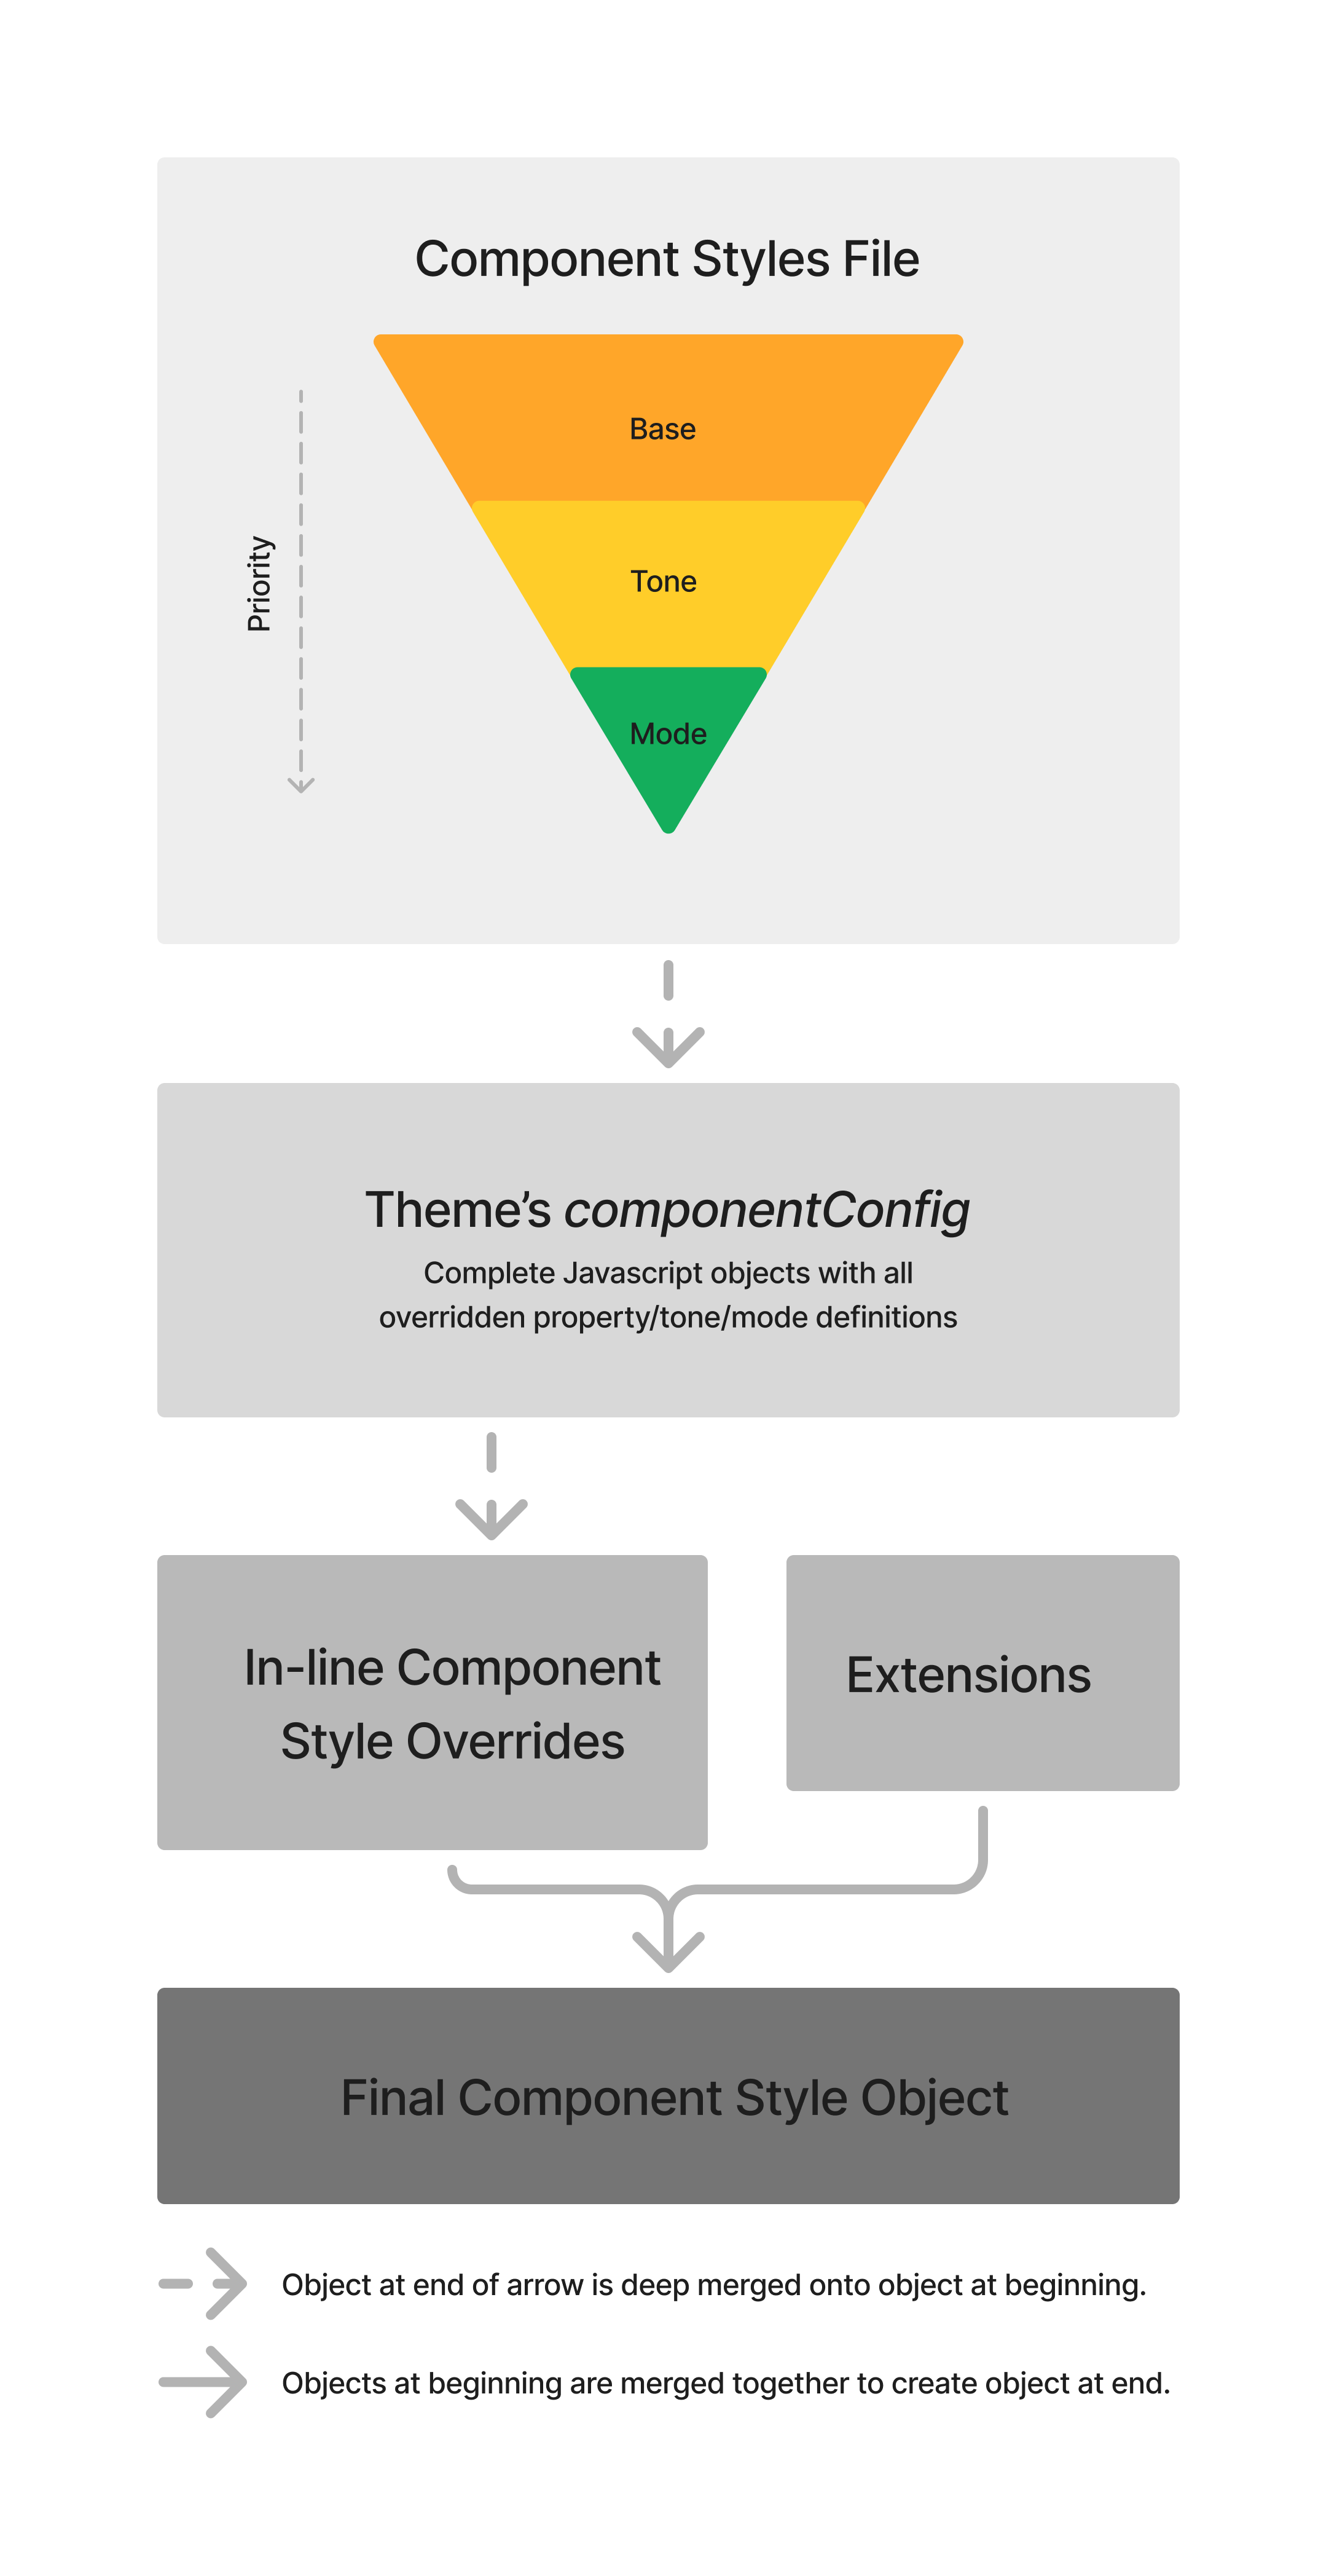 Component Styles File
Base
Priority
Tone
Mode
Theme’s componentConfig
Complete Javascript objects with all
overridden property/tone/mode definitions
In-line Component
Style Overrides
Extensions
Final Component Style Object
Object at end of arrow is deep merged onto object at beginning.
Objects at beginning are merged together to create object at end.